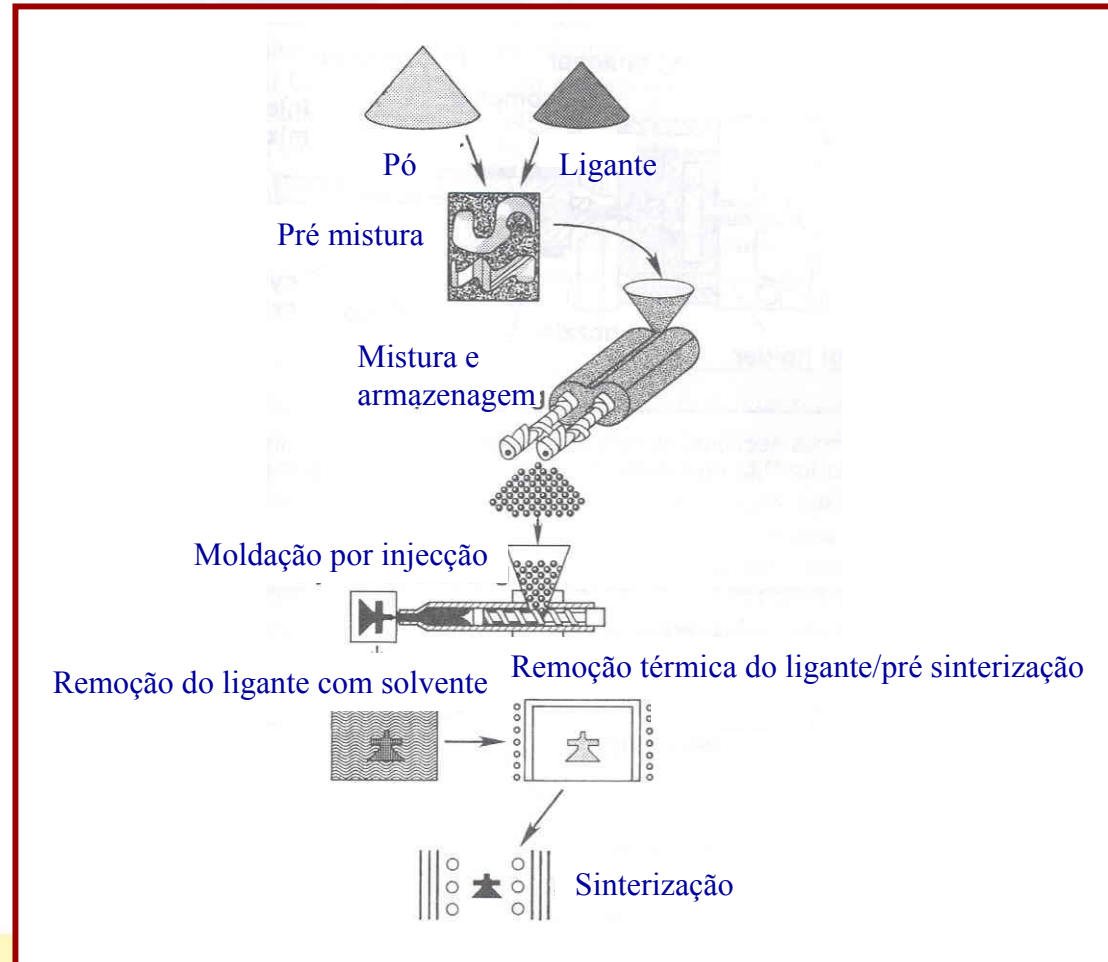 Pó
Ligante
Pré mistura
Mistura e
armazenagem
Moldação por injecção
Remoção do ligante com solvente
Remoção térmica do ligante/pré sinterização
Sinterização